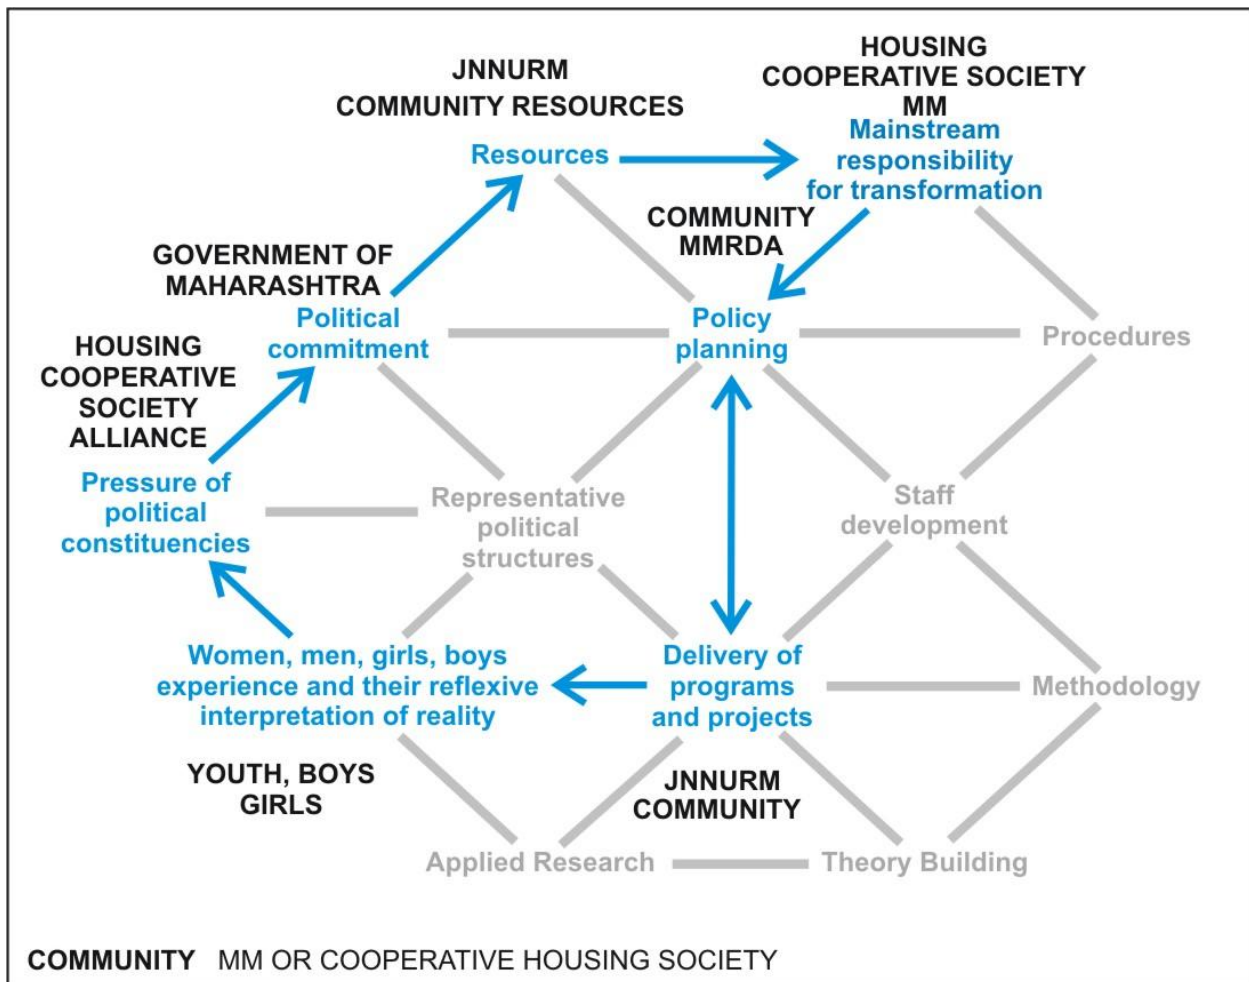 JNNURM
COMMUNITY RESOURCES
Resources
HOUSING
COOPERATIVE SOCIETY
MM
Mainstream
responsibility
for transformation
COMMUNITY
MMRDA
GOVERNMENT OF
MAHARASHTRA
Political
commitment
Policy
planning
Procedures
HOUSING
COOPERATIVE
SOCIETY
ALLIANCE
Pressure of
political
constituencies
Representative
political
structures
Staff
development
Women, men, girls, boys
experience and their reflexive
interpretation of reality
Delivery of
programs
and projects
Methodology
YOUTH, BOYS
GIRLS
JNNURM
COMMUNITY
Applied Research
Theory Building
COMMUNITY MM OR COOPERATIVE HOUSING SOCIETY